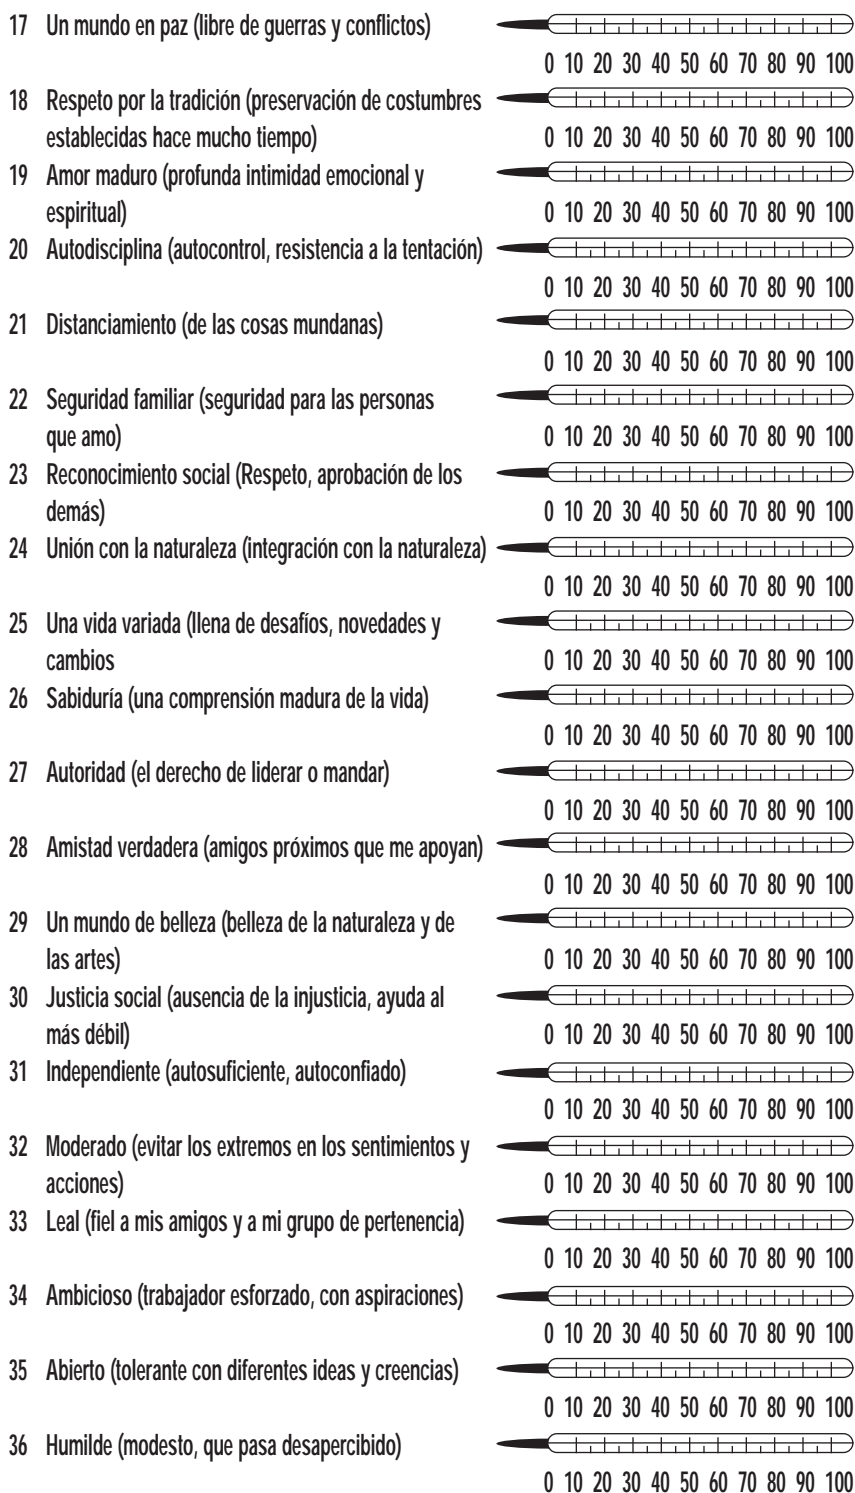 17 Un mundo en paz (libre de guerras y conflictos)
0 10 20 30 40 50 60 70 80 90 100
18 Respeto por la tradición (preservación de costumbres
establecidas hace mucho tiempo)
0 10 20 30 40 50 60 70 80 90 100
19 Amor maduro (profunda intimidad emocional y
espiritual)
0 10 20 30 40 50 60 70 80 90 100
20 Autodisciplina (autocontrol, resistencia a la tentación)
0 10 20 30 40 50 60 70 80 90 100
21 Distanciamiento (de las cosas mundanas)
0 10 20 30 40 50 60 70 80 90 100
22 Seguridad familiar (seguridad para las personas
que amo)
0 10 20 30 40 50 60 70 80 90 100
23 Reconocimiento social (Respeto, aprobación de los
demás)
0 10 20 30 40 50 60 70 80 90 100
24 Unión con la naturaleza (integración con la naturaleza)
0 10 20 30 40 50 60 70 80 90 100
25 Una vida variada (llena de desafíos, novedades y
cambios
0 10 20 30 40 50 60 70 80 90 100
26 Sabiduría (una comprensión madura de la vida)
0 10 20 30 40 50 60 70 80 90 100
27 Autoridad (el derecho de liderar o mandar)
0 10 20 30 40 50 60 70 80 90 100
28 Amistad verdadera (amigos próximos que me apoyan)
0 10 20 30 40 50 60 70 80 90 100
29 Un mundo de belleza (belleza de la naturaleza y de
las artes)
0 10 20 30 40 50 60 70 80 90 100
30 Justicia social (ausencia de la injusticia, ayuda al
más débil)
0 10 20 30 40 50 60 70 80 90 100
31 Independiente (autosuficiente, autoconfiado)
0 10 20 30 40 50 60 70 80 90 100
32 Moderado (evitar los extremos en los sentimientos y
acciones)
0 10 20 30 40 50 60 70 80 90 100
33 Leal (fiel a mis amigos y a mi grupo de pertenencia)
0 10 20 30 40 50 60 70 80 90 100
34 Ambicioso (trabajador esforzado, con aspiraciones)
0 10 20 30 40 50 60 70 80 90 100
35 Abierto (tolerante con diferentes ideas y creencias)
0 10 20 30 40 50 60 70 80 90 100
36 Humilde (modesto, que pasa desapercibido)
0 10 20 30 40 50 60 70 80 90 100